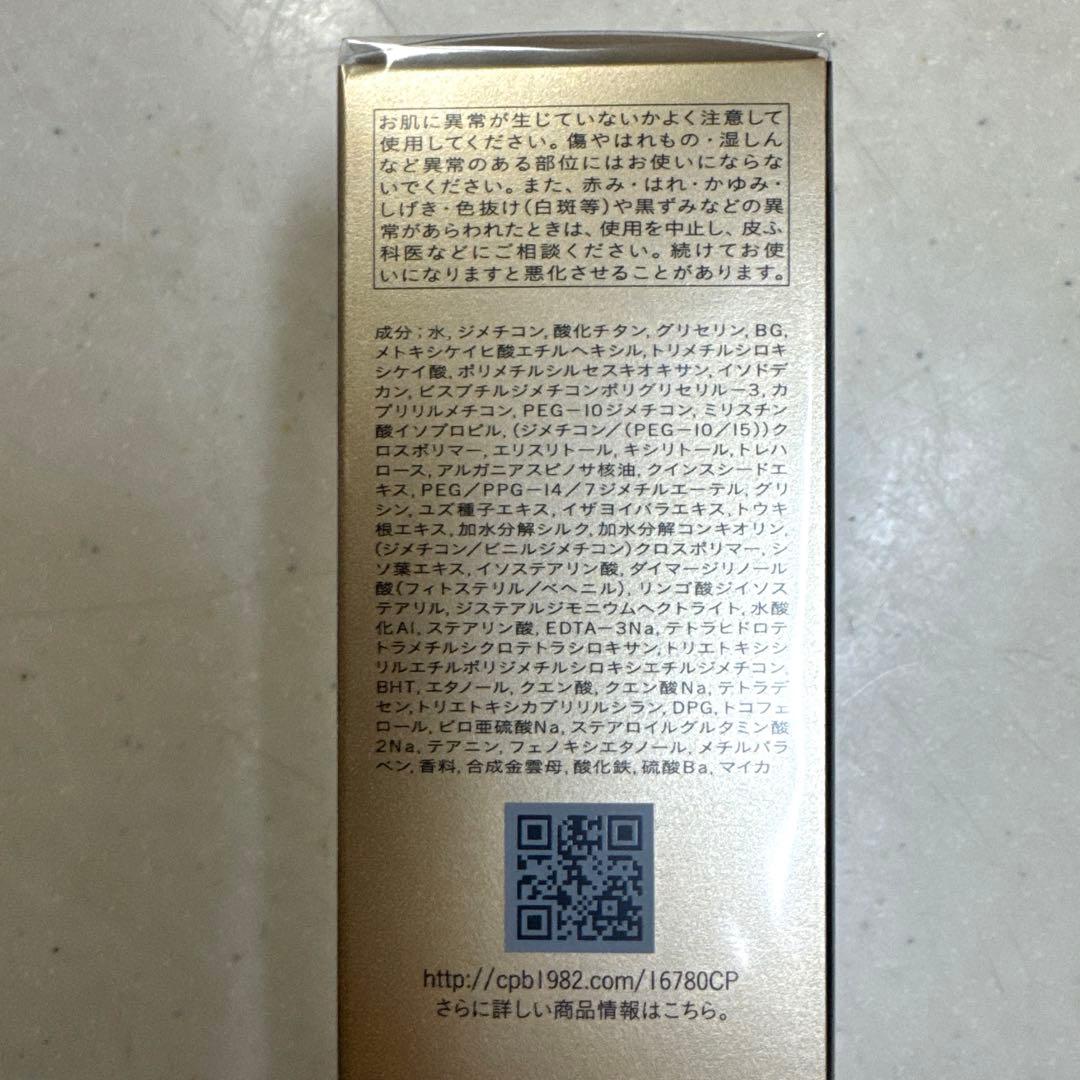 お肌に異常が生じていないかよく注意して
使用してください。傷やはれもの・湿しん
など異常のある部位にはお使いにならな
いでください。また、赤み・はれ・かゆみ・
しげき・色抜け(白斑等)や黒ずみなどの異
常があらわれたときは、使用を中止し、皮ふ
科医などにご相談ください。続けてお使
いになりますと悪化させることがあります。
成分;水,ジメチコン,酸化チタン,グリセリン,BG,
メトキシケイヒ酸エチルヘキシル,トリメチルシロキ
シケイ酸,ポリメチルシルセスキオキサン,イソドデ
カン,ビスブチルジメチコンポリグリセリル-3,カ
プリリルメチコン,PEG-10ジメチコン,ミリスチン
酸イソプロピル,(ジメチコン/(PEG-10/15))ク
ロスポリマー,エリスリトール,キシリトール,トレハ
ロース,アルガニアスピノサ核油,クインスシードエ
キス,PEG/PPG-14/7ジメチルエーテル,グリ
シン,ユズ種子エキス,イザヨイバラエキス,トウキ
根エキス,加水分解シルク,加水分解コンキオリン,
(ジメチコン/ビニルジメチコン)クロスポリマー,シ
ソ葉エキス,イソステアリン酸,ダイマージリノール
酸(フィトステリル/ベヘニル),リンゴ酸ジイソス
テアリル,ジステアルジモニウムヘクトライト,水酸
化Al,ステアリン酸,EDTA-3Na,テトラヒドロテ
トラメチルシクロテトラシロキサン,トリエトキシシ
リルエチルポリジメチルシロキシエチルジメチコン,
BHT,エタノール,クエン酸,クエン酸Na,テトラデ
セン,トリエトキシカプリリルシラン,DPG,トコフェ
ロール,ピロ亜硫酸Na,ステアロイルグルタミン酸
2Na,テアニン,フェノキシエタノール,メチルパラ
ベン,香料,合成金雲母,酸化鉄,硫酸Ba,マイカ
http://cpb1982.com/16780CP
さらに詳しい商品情報はこちら。